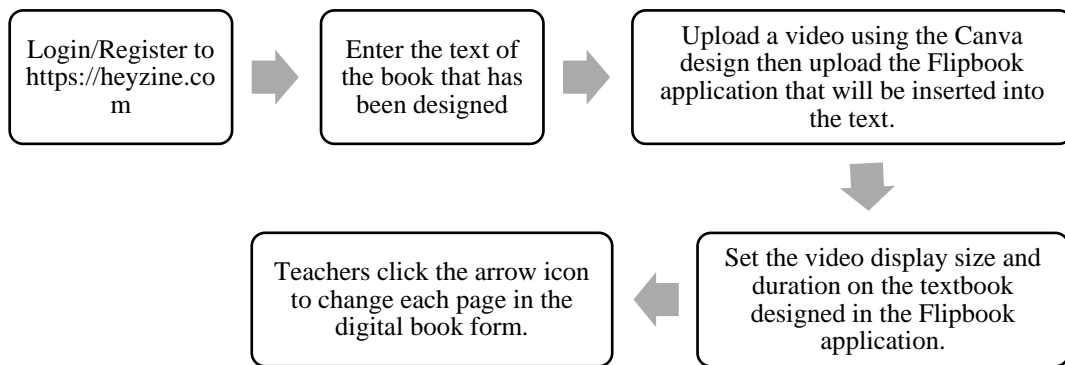 Login/Register to
https://heyzine.co
m
Enter the text of
the book that has
been designed
Upload a video using the Canva
design then upload the Flipbook
application that will be inserted into
the text.
Set the video display size and
duration on the textbook
designed in the Flipbook
application.
Teachers click the arrow icon
to change each page in the
digital book form.